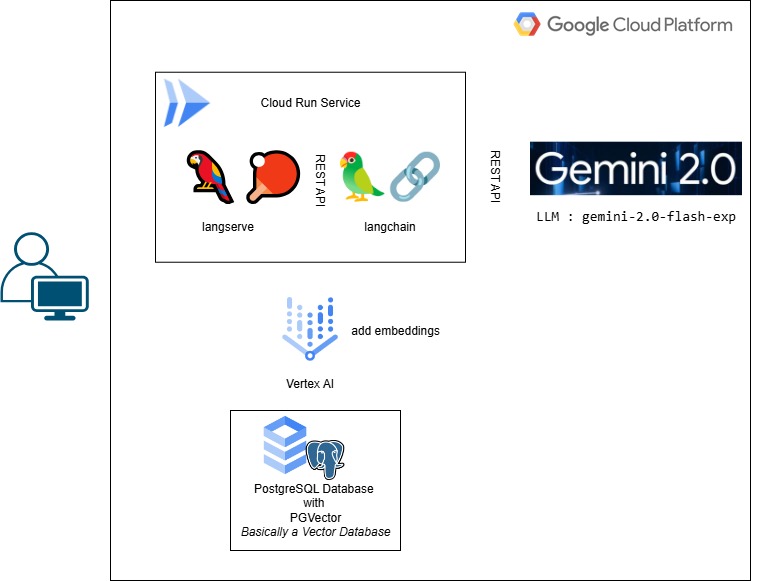 Google Cloud Platform
Cloud Run Service
REST API
REST API
Gemini 2.0
LLM : gemini-2.0-flash-exp
langserve
langchain
add embeddings
Vertex AI
PostgreSQL Database
with
PGVector
Basically a Vector Database